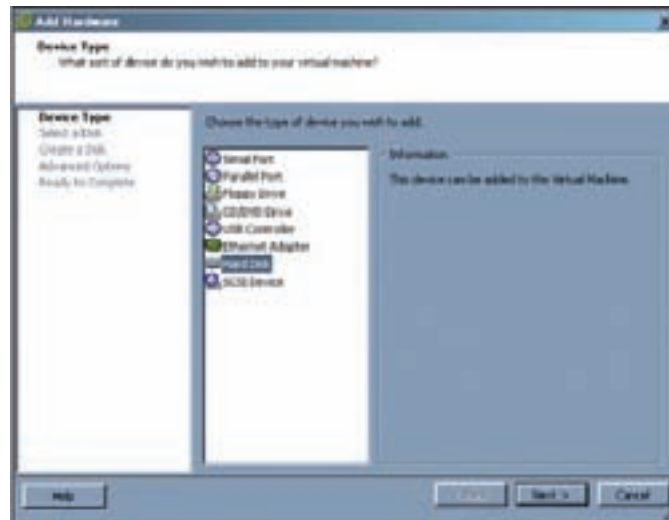 Add Hardware
Device Type
What sort of device do you wish to add to your virtual machine?
Device Type
Select a Disk
Create a Disk
Advanced Options
Ready to Complete
Choose the type of device you wish to add.
Serial Port
Parallel Port
Floppy Drive
CD/DVD Drive
USB Controller
Ethernet Adapter
Hard Disk
SCSI Device
Information
This device can be added to this Virtual Machine.
Help
Next >
Cancel